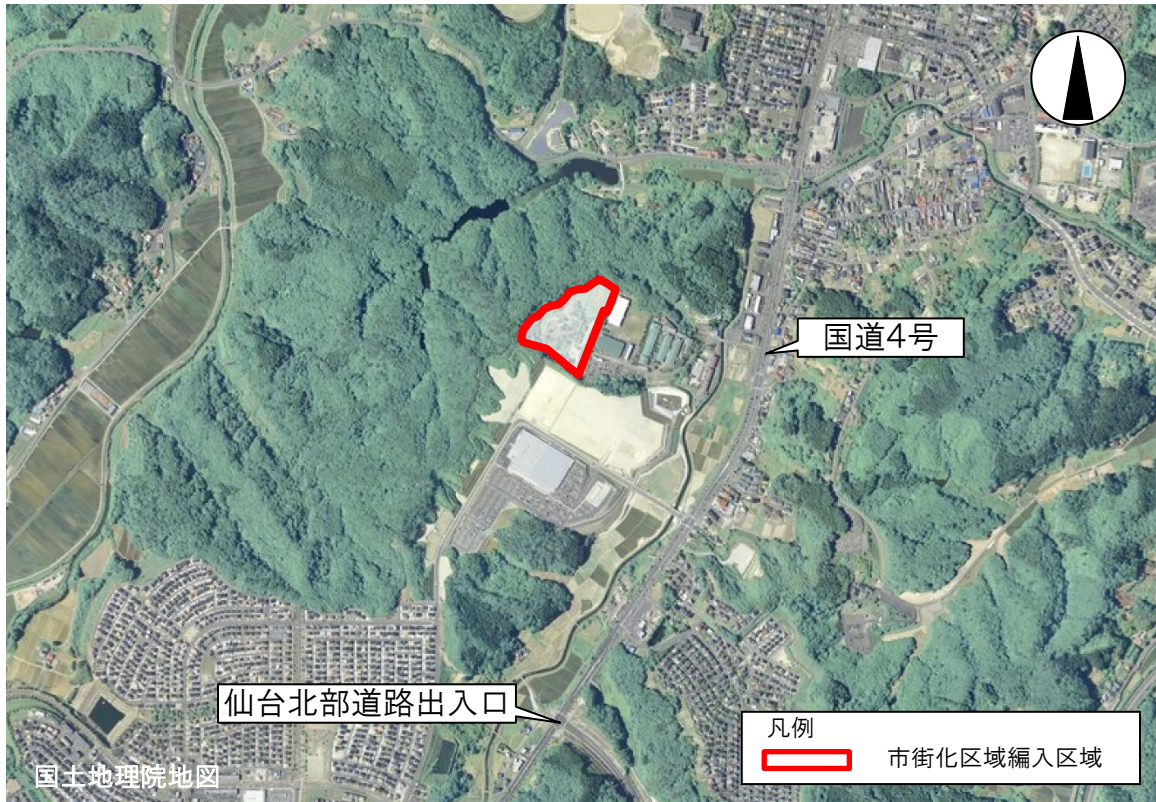 国道4号
仙台北部道路出入口
凡例
市街化区域編入区域
国土地理院地図